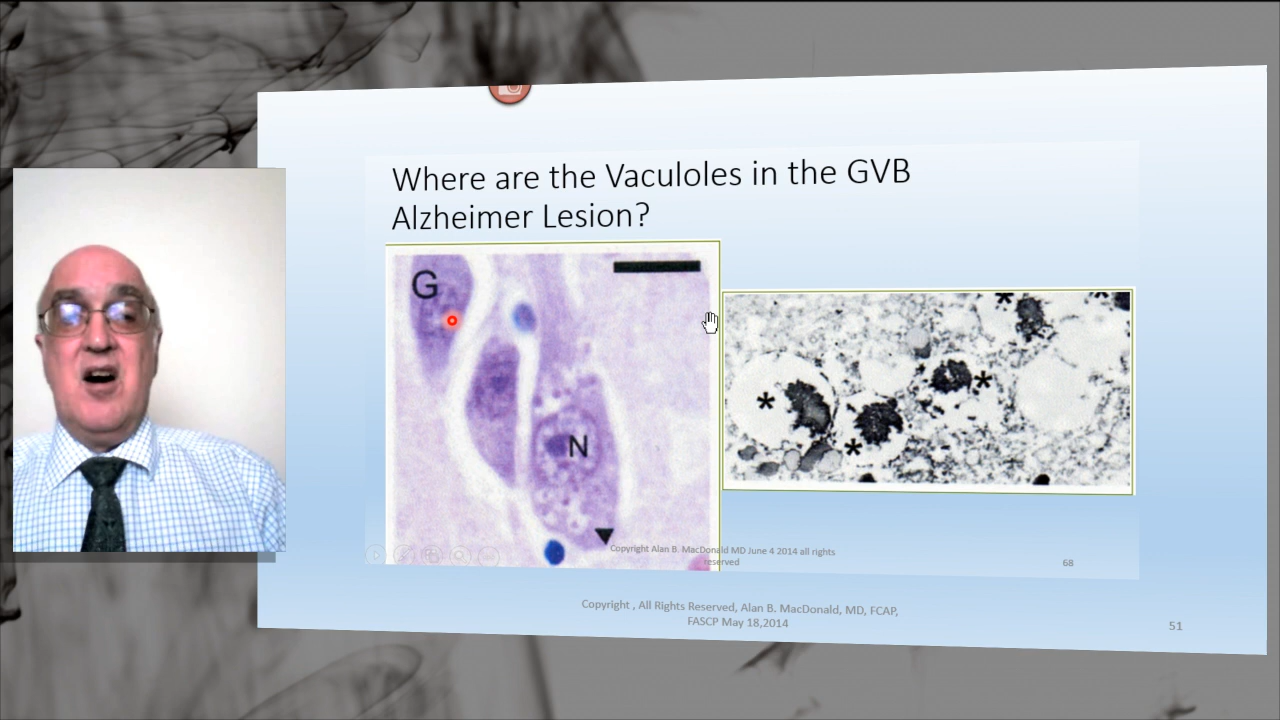 Where are the Vaculoles in the GVB
Alzheimer Lesion?
G
N
*
*
*
*
*
Copyright Alan B. MacDonald MD June 4 2014 all rights
reserved
68
Copyright , All Rights Reserved, Alan B. MacDonald, MD, FCAP,
FASCP May 18,2014
51